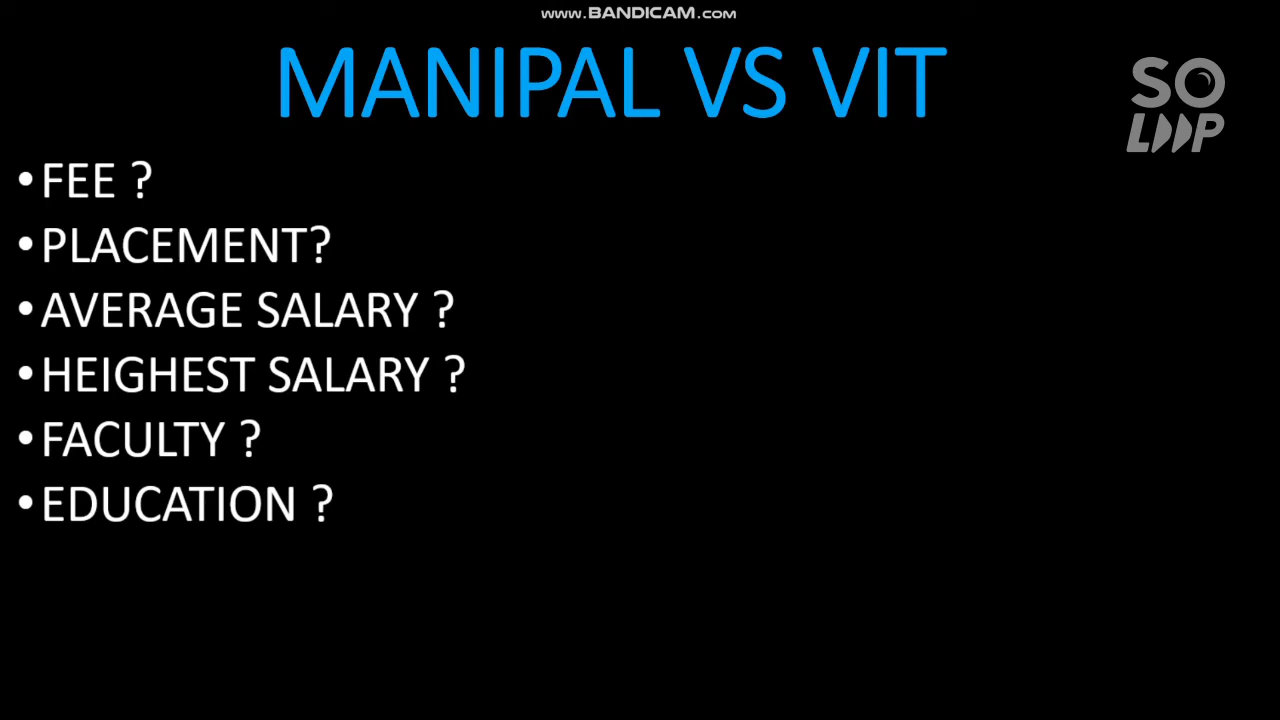 www.BANDICAM.com
MANIPAL VS VIT
SO
LOOP
• FEE ?
• PLACEMENT?
• AVERAGE SALARY ?
• HEIGHEST SALARY ?
• FACULTY ?
• EDUCATION ?